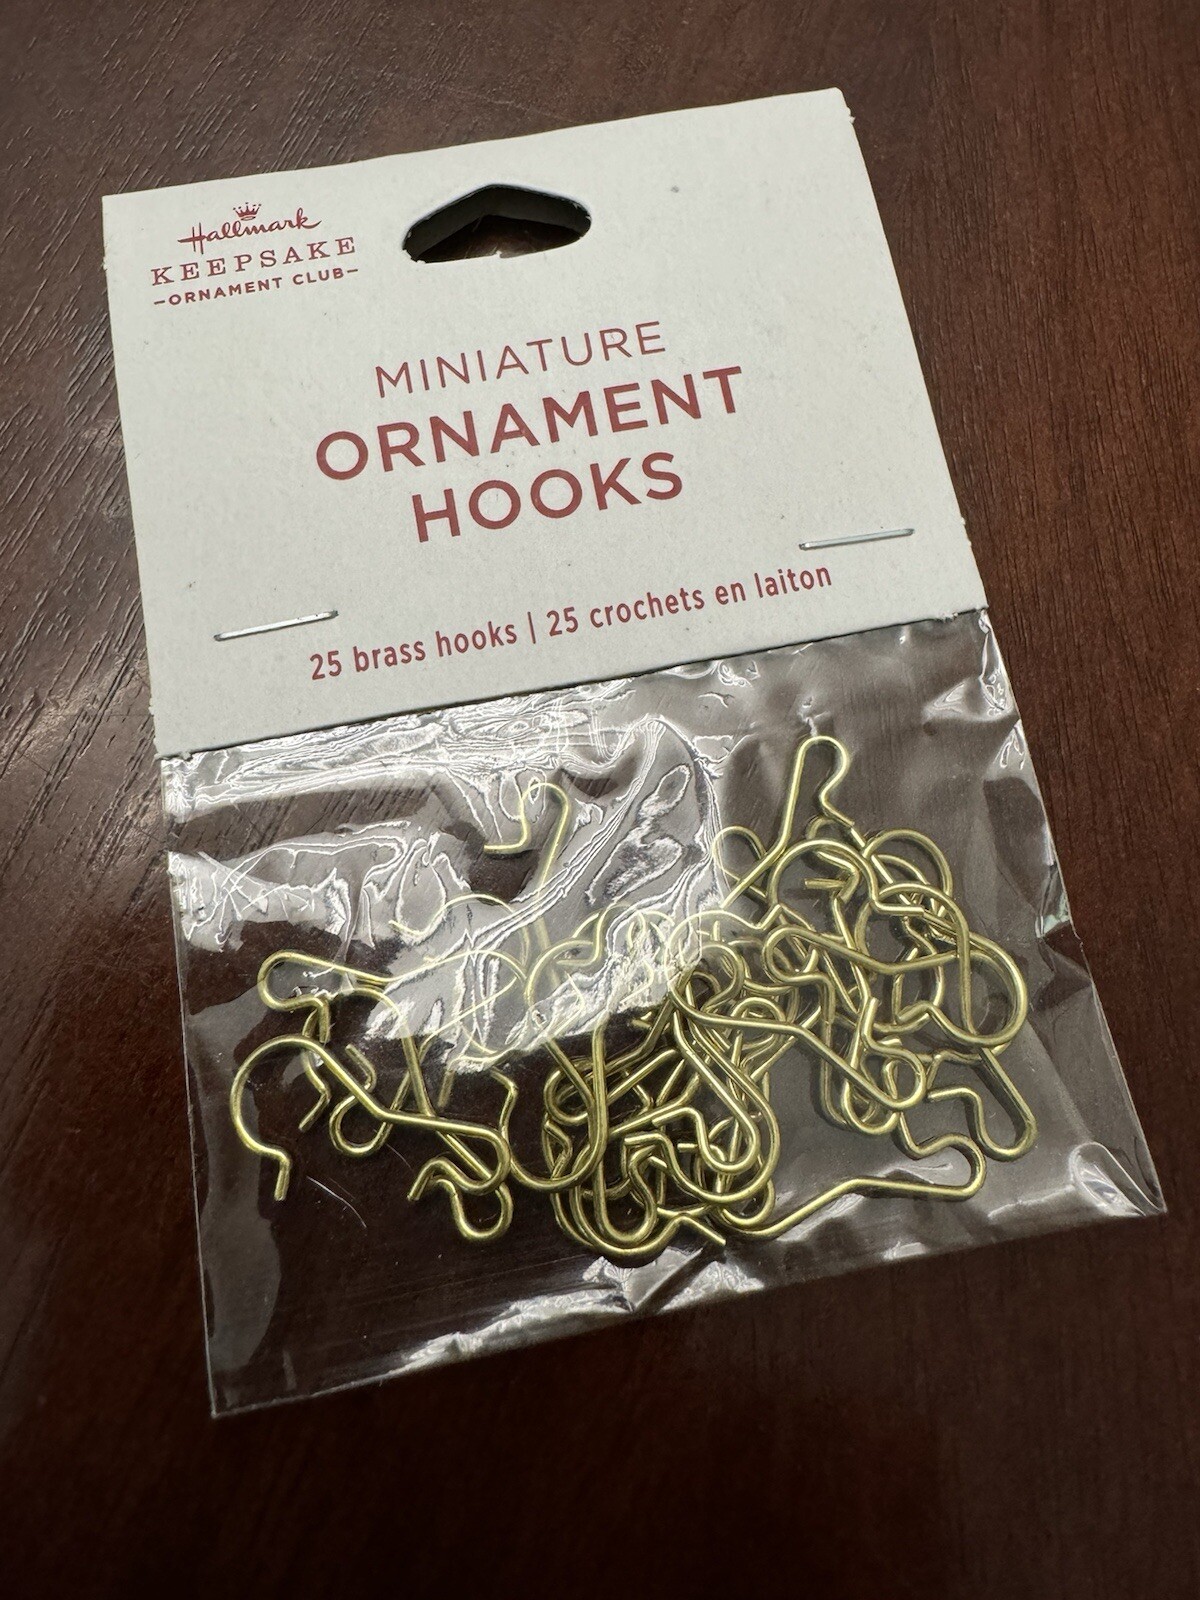 Hallmark
KEEPSAKE
–ORNAMENT CLUB–
MINIATURE
ORNAMENT
HOOKS
25 brass hooks | 25 crochets en laiton